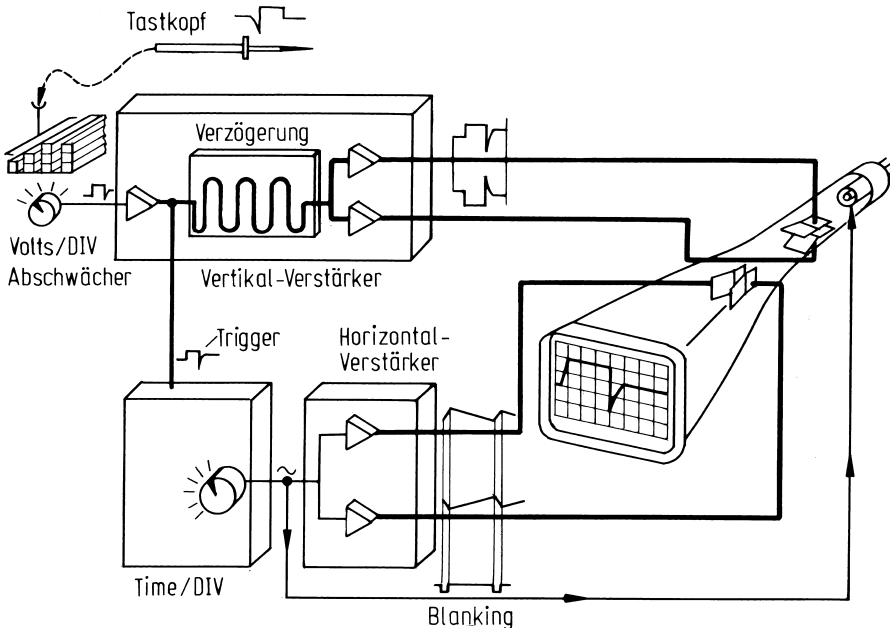 Tastkopf
Verzögerung
Volts/DIV
Abschwächer
Vertikal-Verstärker
Trigger
Horizontal-
Verstärker
Time/DIV
Blanking